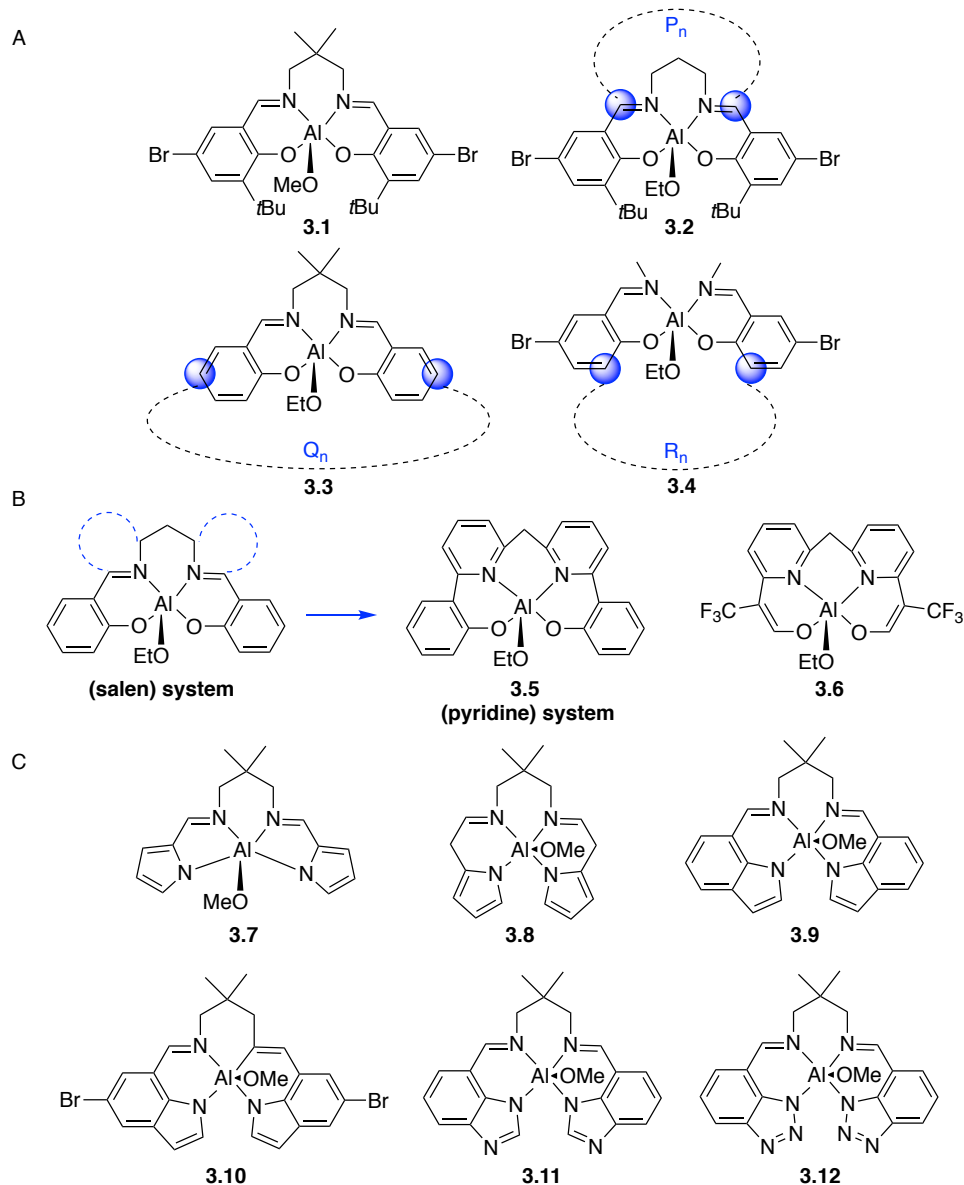 A
N
N
Al
Br
O
O
Br
MeO
tBu
tBu
3.1
Pn
N
N
Al
Br
O
O
Br
EtO
tBu
tBu
3.2
N
N
Al
O
O
EtO
Qn
3.3
N
N
Al
Br
O
O
Br
EtO
Rn
3.4
B
N
N
Al
O
O
EtO
(salen) system
N
N
Al
O
O
EtO
3.5
(pyridine) system
N
N
F3C
Al
CF3
O
O
EtO
3.6
C
N
N
Al
N
N
MeO
3.7
N
N
Al
OMe
N
N
3.8
N
N
Al
OMe
N
N
3.9
N
Al
OMe
Br
N
N
Br
3.10
N
N
Al
OMe
N
N
N
N
3.11
N
N
Al
OMe
N
N
N
N
N
N
3.12